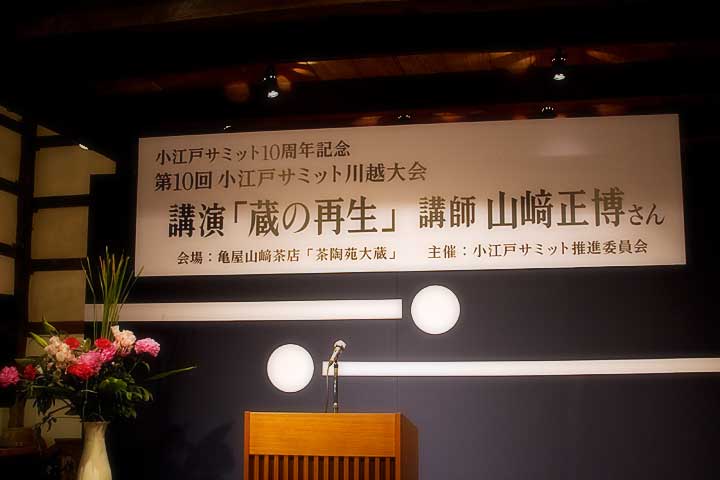 小江戸サミット10周年記念
第10回 小江戸サミット川越大会
講演「蔵の再生」 講師 山﨑正博さん
会場：亀屋山﨑茶店「茶陶苑大蔵」 主催：小江戸サミット推進委員会